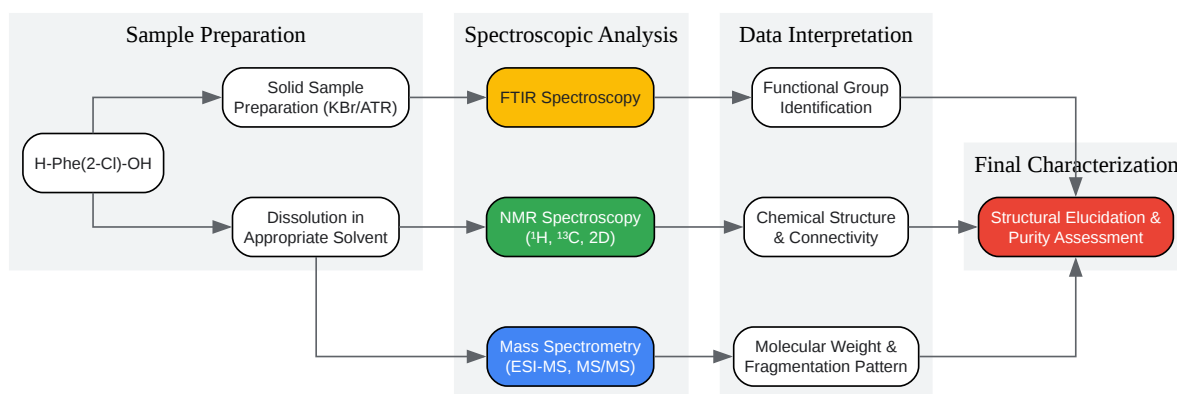 Sample Preparation
Spectroscopic Analysis
Data Interpretation
Solid Sample
Preparation (KBr/ATR)
FTIR Spectroscopy
Functional Group
Identification
H-Phe(2-Cl)-OH
Final Characterization
Dissolution in
Appropriate Solvent
NMR Spectroscopy
(¹H, ¹³C, 2D)
Chemical Structure
& Connectivity
Structural Elucidation &
Purity Assessment
Mass Spectrometry
(ESI-MS, MS/MS)
Molecular Weight &
Fragmentation Pattern